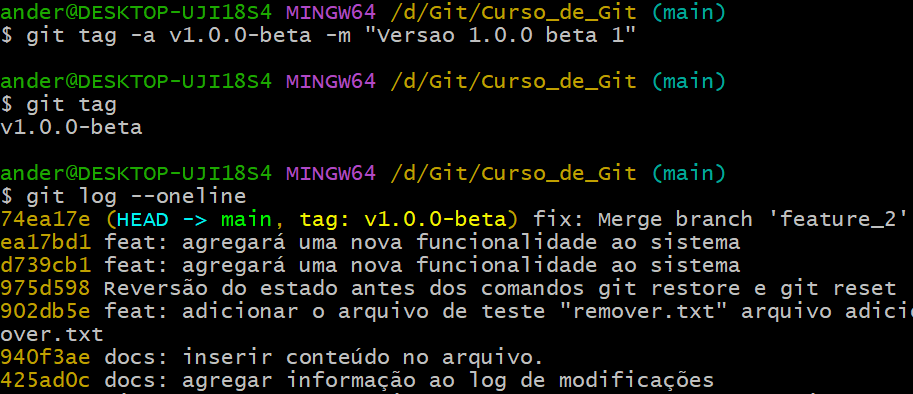 ander@DESKTOP-UJI18S4 MINGW64 /d/Git/Curso_de_Git (main)
$ git tag -a v1.0.0-beta -m "Versao 1.0.0 beta 1"
ander@DESKTOP-UJI18S4 MINGW64 /d/Git/Curso_de_Git (main)
$ git tag
v1.0.0-beta
ander@DESKTOP-UJI18S4 MINGW64 /d/Git/Curso_de_Git (main)
$ git log --oneline
74ea17e (HEAD -> main, tag: v1.0.0-beta) fix: Merge branch 'feature_2'
ea17bd1 feat: agregará uma nova funcionalidade ao sistema
d739cb1 feat: agregará uma nova funcionalidade ao sistema
975d598 Reversão do estado antes dos comandos git restore e git reset
902db5e feat: adicionar o arquivo de teste "remover.txt" arquivo adici
over.txt
940f3ae docs: inserir conteúdo no arquivo.
425ad0c docs: agregar informação ao log de modificações